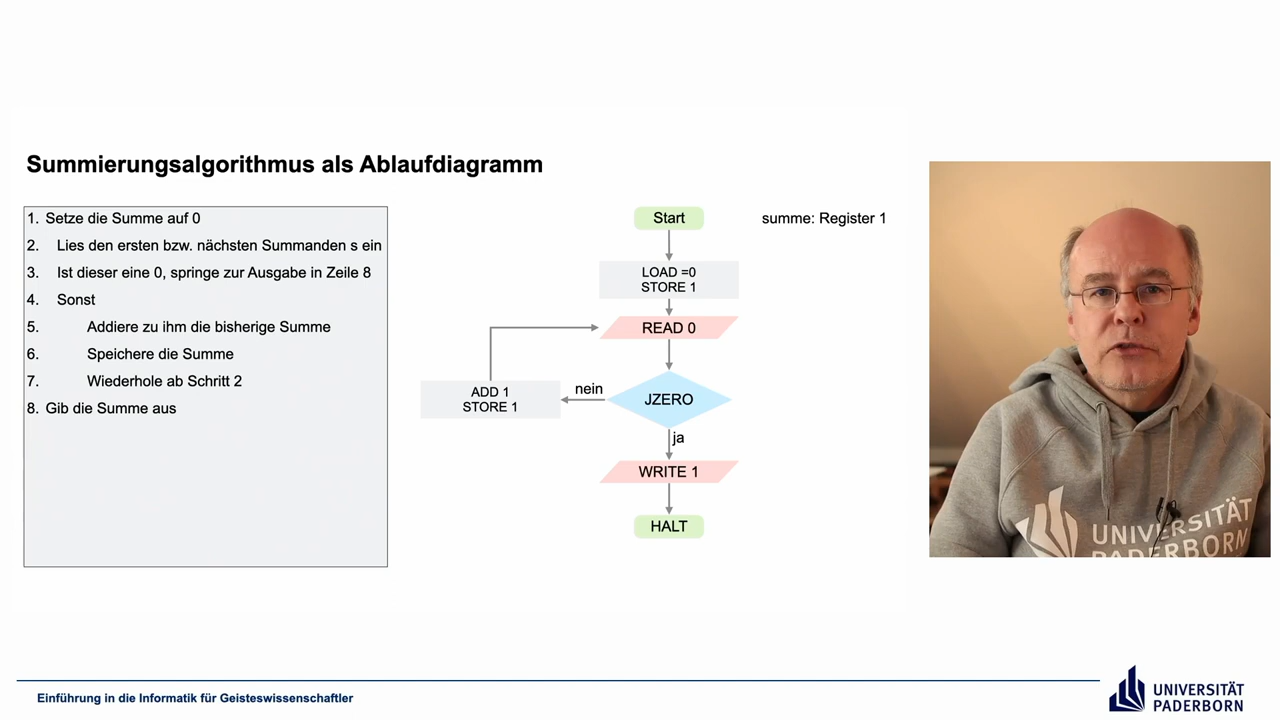 Summierungsalgorithmus als Ablaufdiagramm
1. Setze die Summe auf 0
2. Lies den ersten bzw. nächsten Summanden s ein
3. Ist dieser eine 0, springe zur Ausgabe in Zeile 8
4. Sonst
5. Addiere zu ihm die bisherige Summe
6. Speichere die Summe
7. Wiederhole ab Schritt 2
8. Gib die Summe aus
Start
summe: Register 1
LOAD =0
STORE 1
READ 0
JZERO
nein
ADD 1
STORE 1
ja
WRITE 1
HALT
UNIVERSITÄT
PADERBORN
Einführung in die Informatik für Geisteswissenschaftler
UNIVERSITÄT
PADERBORN